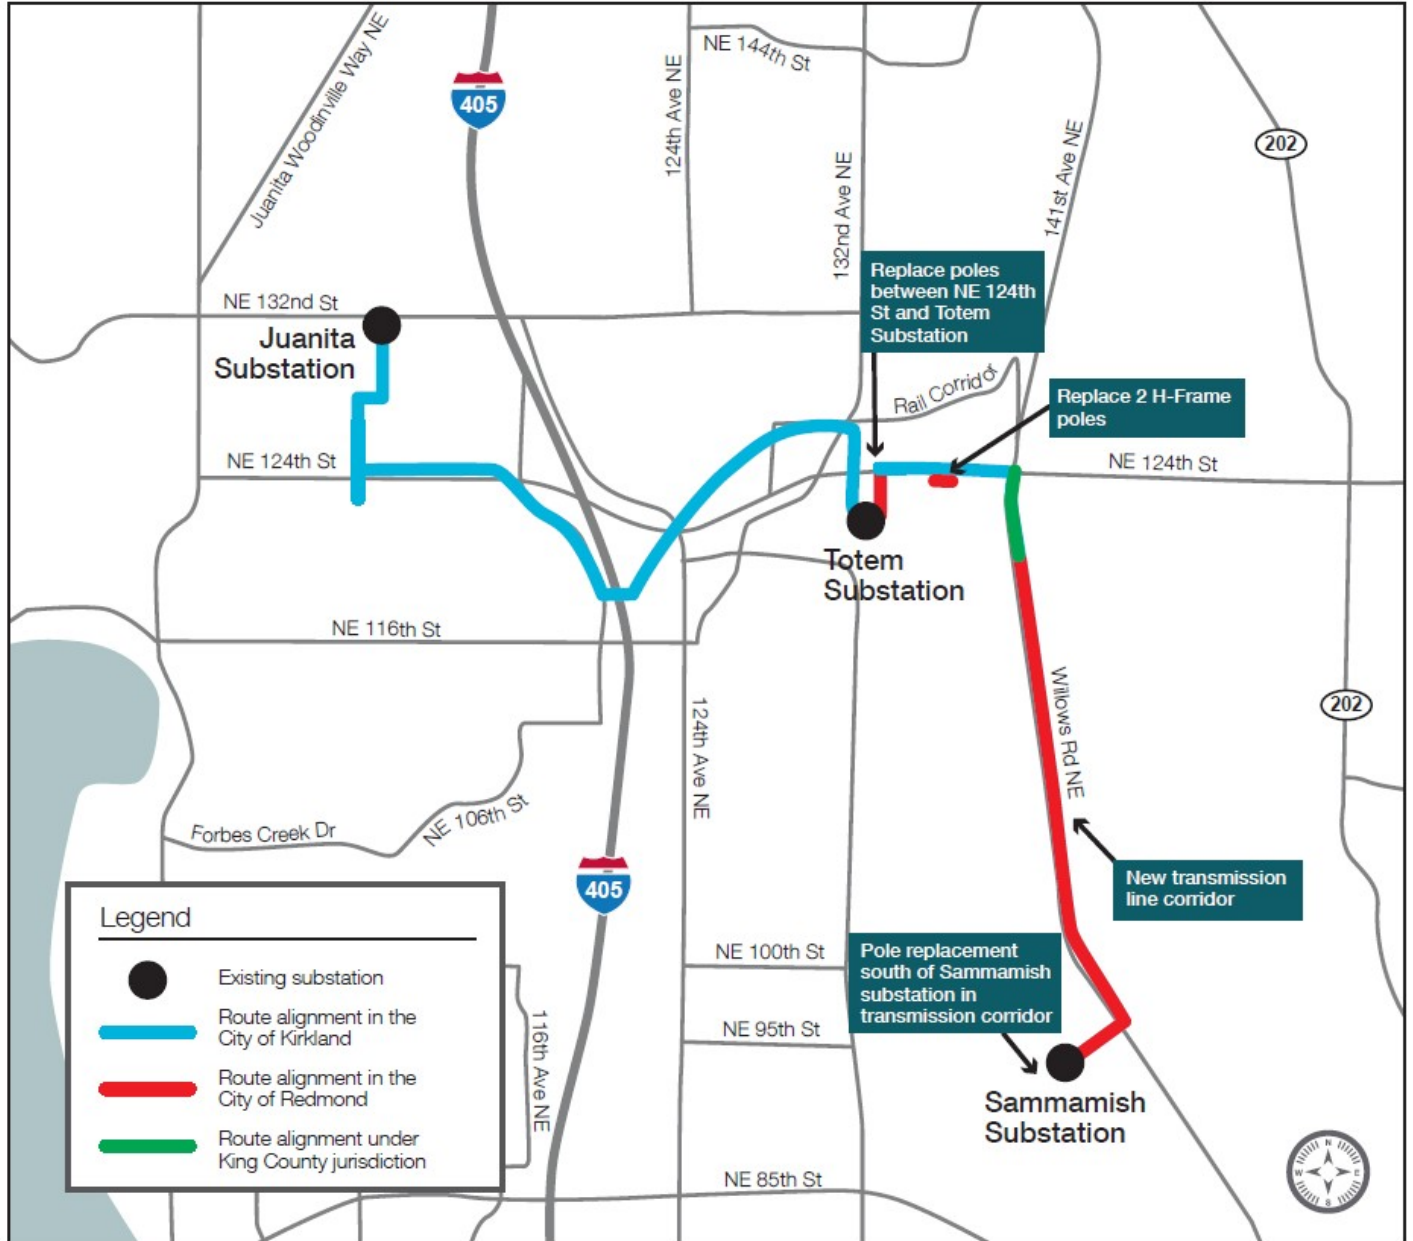 Juanita Woodinville Way NE
405
NE 144th St
124th Ave NE
202
132nd Ave NE
141st Ave NE
Replace poles
between NE 124th
St and Totem
Substation
NE 132nd St
Juanita
Substation
Rail Corridor
Replace 2 H-Frame
poles
NE 124th St
NE 124th St
Totem
Substation
NE 116th St
Willows Rd NE
202
124th Ave NE
Forbes Creek Dr
NE 106th St
405
New transmission
line corridor
Legend
Existing substation
Route alignment in the
City of Kirkland
Route alignment in the
City of Redmond
Route alignment under
King County jurisdiction
116th Ave NE
NE 100th St
Pole replacement
south of Sammamish
substation in
transmission corridor
NE 95th St
Sammamish
Substation
NE 85th St
N
W E
S